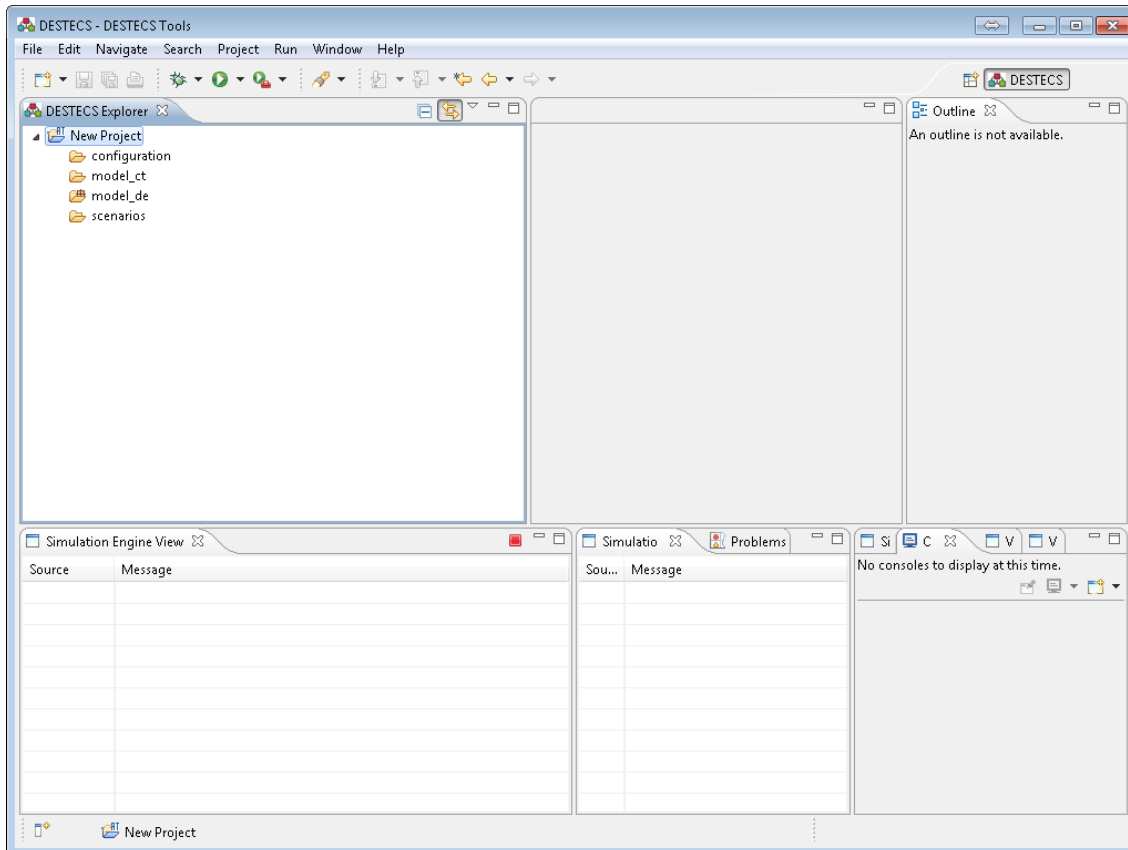 DESTECS - DESTECS Tools
File Edit Navigate Search Project Run Window Help
DESTECS
DESTECS Explorer
New Project
configuration
model_ct
model_de
scenarios
Outline
An outline is not available.
Simulation Engine View
Source Message
Simulatio Problems
Sou... Message
Si C V V
No consoles to display at this time.
New Project